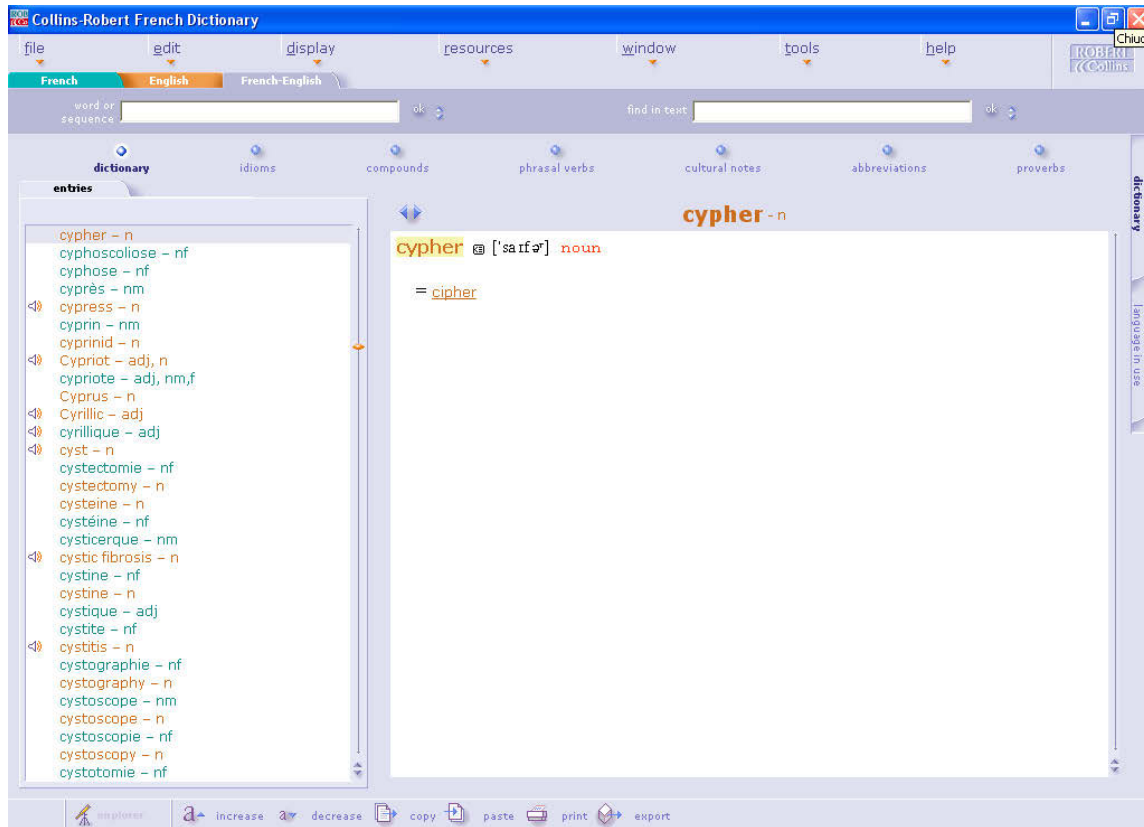 Collins-Robert French Dictionary
Chiud
file edit display resources window tools help
ROBERT
Collins
French English French-English
word or sequence ok find in text ok
dictionary idioms compounds phrasal verbs cultural notes abbreviations proverbs
entries
cypher - n
cypher – n
cyphoscoliose – nf
cyphose – nf
cyprès – nm
cypress – n
cyprin – nm
cyprinid – n
Cypriot – adj, n
cypriote – adj, nm,f
Cyprus – n
Cyrillic – adj
cyrillique – adj
cyst – n
cystectomie – nf
cystectomy – n
cysteine – n
cystéine – nf
cysticerque – nm
cystic fibrosis – n
cystine – nf
cystine – n
cystique – adj
cystite – nf
cystitis – n
cystographie – nf
cystography – n
cystoscope – nm
cystoscope – n
cystoscopie – nf
cystoscopy – n
cystotomie – nf
cypher ['saɪfəʳ] noun
= cipher
dictionary
language in use
explorer a increase a decrease copy paste print export